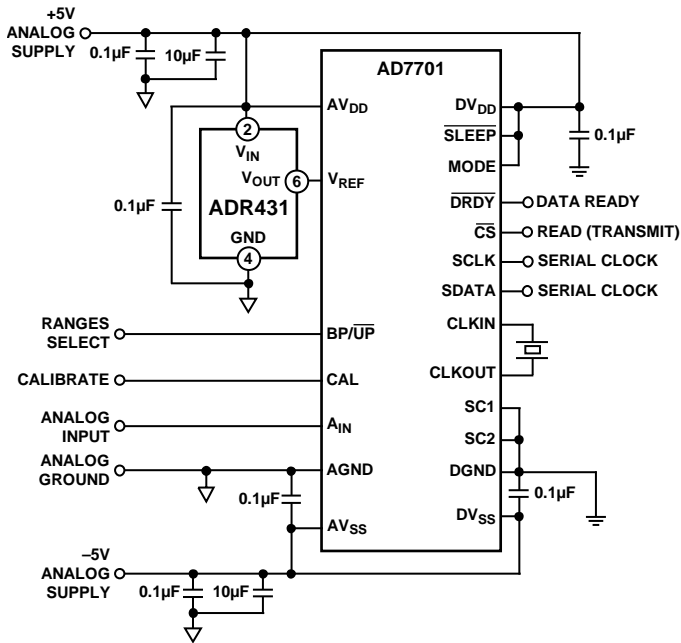 +5V
ANALOG
SUPPLY
0.1µF
10µF
AD7701
AVDD
DVDD
SLEEP
MODE
0.1µF
2
VIN
VOUT
6
VREF
ADR431
0.1µF
GND
4
DRDY
DATA READY
CS
READ (TRANSMIT)
SCLK
SERIAL CLOCK
SDATA
SERIAL CLOCK
RANGES
SELECT
BP/UP
CLKIN
CALIBRATE
CAL
CLKOUT
ANALOG
INPUT
AIN
SC1
SC2
ANALOG
GROUND
AGND
DGND
0.1µF
0.1µF
AVSS
DVSS
–5V
ANALOG
SUPPLY
0.1µF
10µF